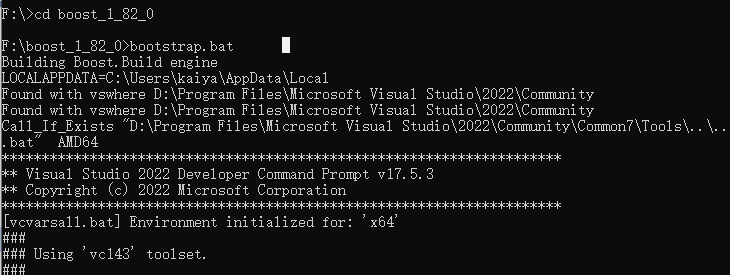 F:\>cd boost_1_82_0
F:\boost_1_82_0>bootstrap.bat
Building Boost.Build engine
LOCALAPPDATA=C:\Users\kaiya\AppData\Local
Found with vswhere D:\Program Files\Microsoft Visual Studio\2022\Community
Found with vswhere D:\Program Files\Microsoft Visual Studio\2022\Community
Call_If_Exists "D:\Program Files\Microsoft Visual Studio\2022\Community\Common7\Tools\..\..
.bat"  AMD64
**********************************************************************
** Visual Studio 2022 Developer Command Prompt v17.5.3
** Copyright (c) 2022 Microsoft Corporation
**********************************************************************
[vcvarsall.bat] Environment initialized for: 'x64'
###
### Using 'vc143' toolset.
###